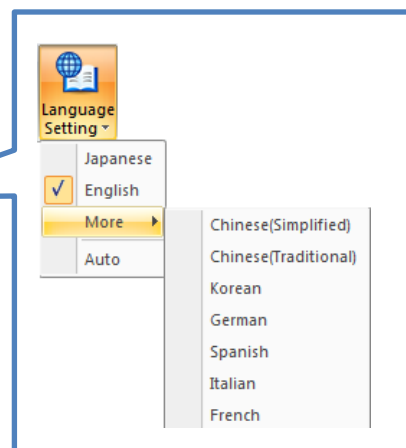 Language
Setting
Japanese
English
More
Auto
Chinese(Simplified)
Chinese(Traditional)
Korean
German
Spanish
Italian
French